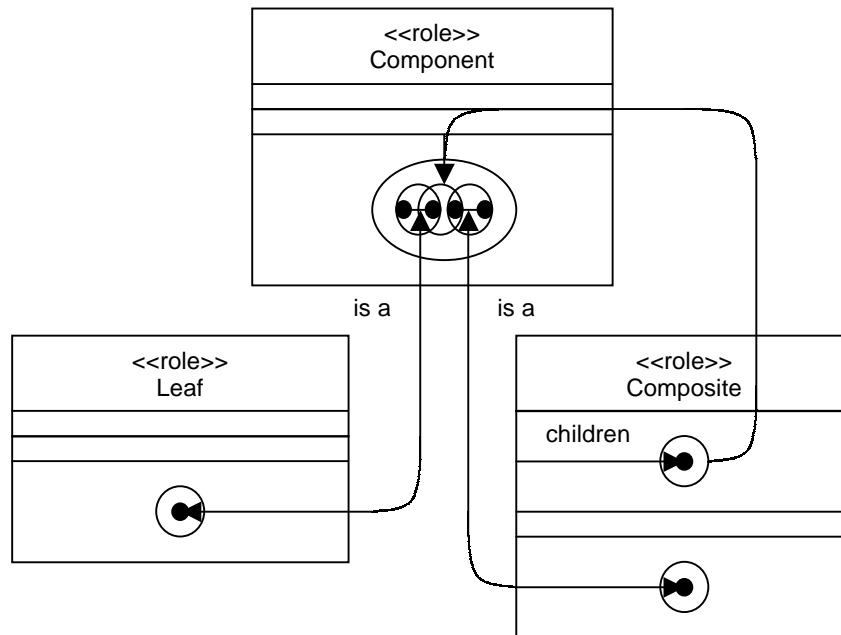 <<role>>
Component
is a
is a
<<role>>
Leaf
<<role>>
Composite
children